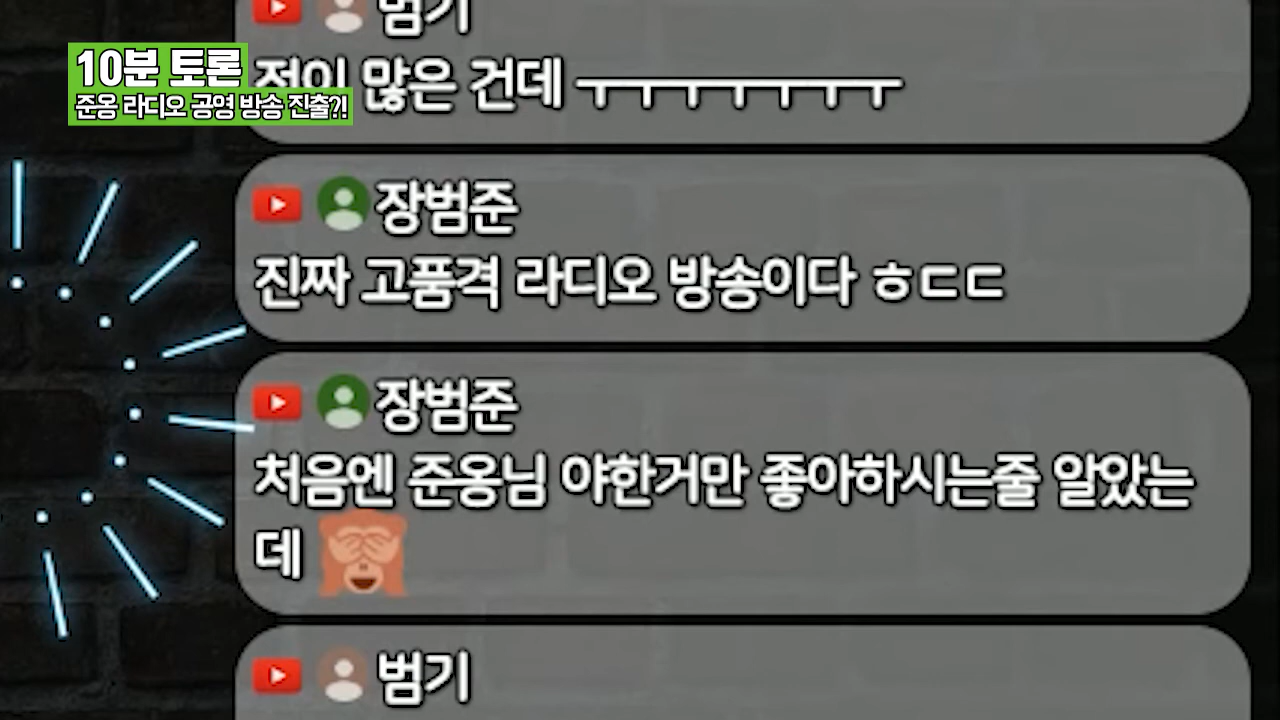 10분 토론
준옹 라디오 공영 방송 진출?!
범기
적이 많은 건데 ㅜㅜㅜㅜㅜㅜㅜ
장범준
진짜 고품격 라디오 방송이다 ㅎㄷㄷ
장범준
처음엔 준옹님 야한거만 좋아하시는줄 알았는
데 🙈
범기